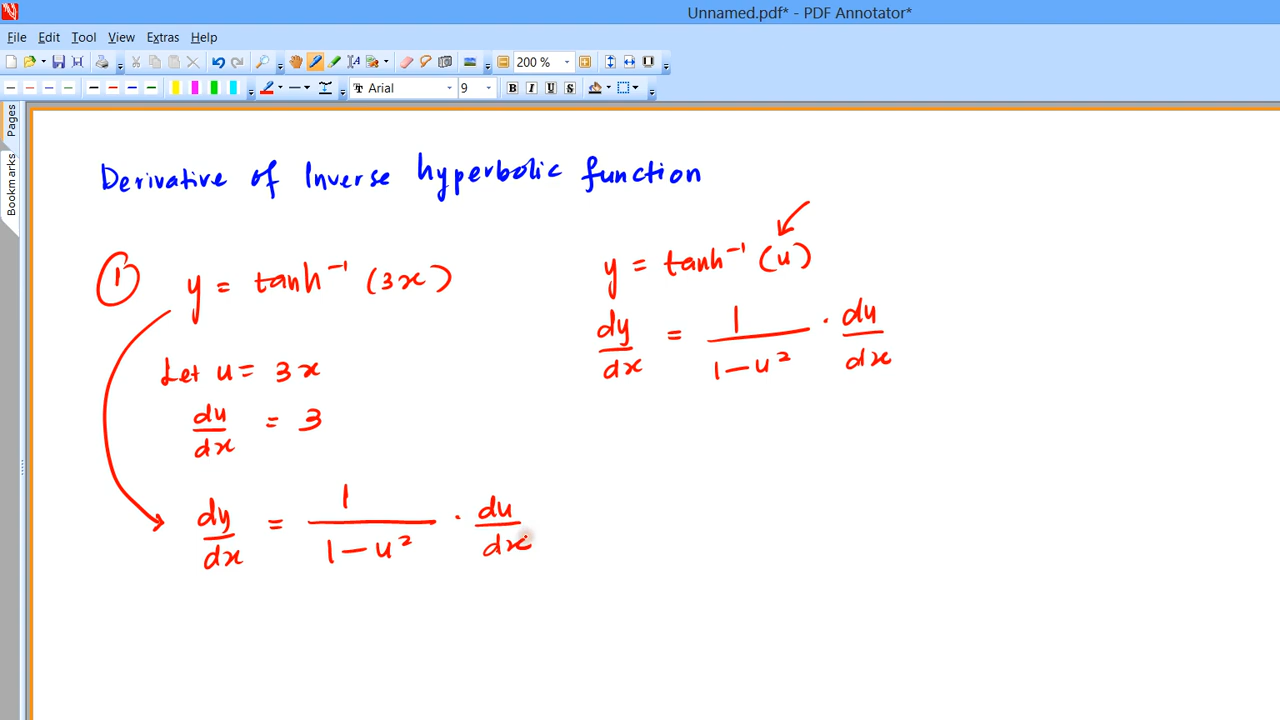 Unnamed.pdf* - PDF Annotator*
File Edit Tool View Extras Help
200 %
Arial 9 B I U S
Pages
Bookmarks
Derivative of Inverse hyperbolic function
① y = tanh⁻¹ (3x)
Let u = 3x
du/dx = 3
dy/dx = 1/(1-u²) · du/dx
y = tanh⁻¹ (u)
dy/dx = 1/(1-u²) · du/dx